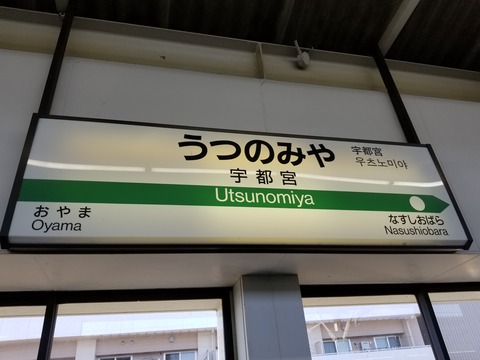 うつのみや
宇都宮
Utsunomiya
宇都宮
우츠노미야
おやま
Oyama
なすしおばら
Nasushiobara